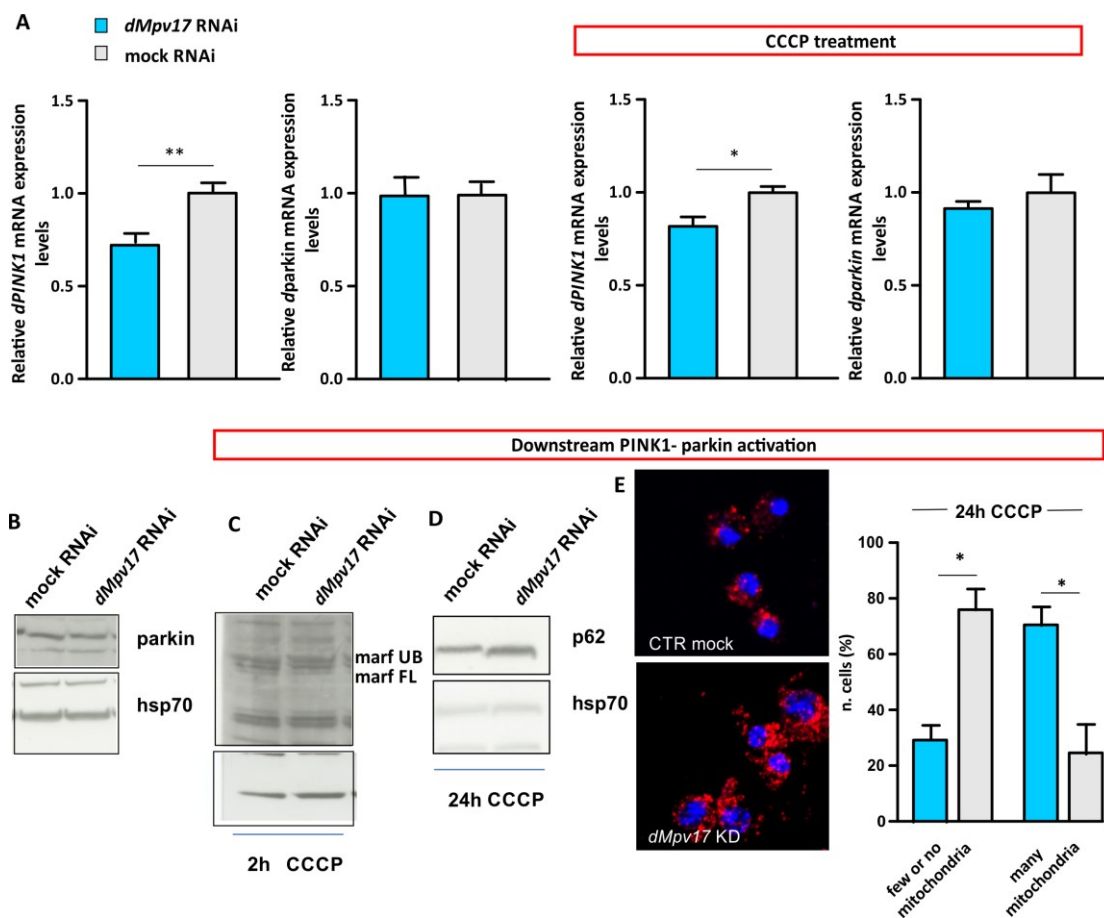 A
dMpv17 RNAi
mock RNAi
CCCP treatment
Relative dPINK1 mRNA expression
levels
1.5
1.0
0.5
0.0
**
Relative dparkin mRNA expression
levels
1.5
1.0
0.5
0.0
Relative dPINK1 mRNA expression
levels
1.5
1.0
0.5
0.0
*
Relative dparkin mRNA expression
levels
1.5
1.0
0.5
0.0
Downstream PINK1- parkin activation
B
mock RNAi
dMpv17 RNAi
parkin
hsp70
C
mock RNAi
dMpv17 RNAi
marf UB
marf FL
2h CCCP
D
mock RNAi
dMpv17 RNAi
p62
hsp70
24h CCCP
E
CTR mock
dMpv17 KD
24h CCCP
n. cells (%)
100
80
60
40
20
0
*
*
few or no
mitochondria
many
mitochondria